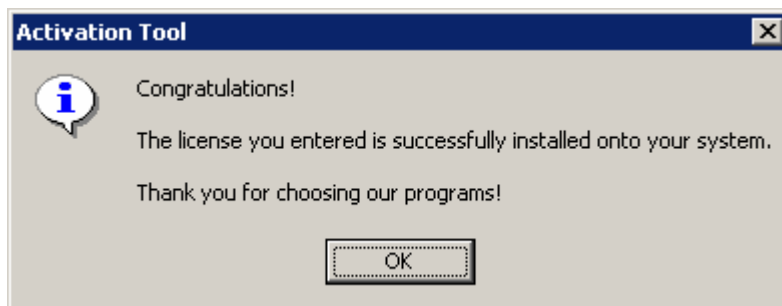 Activation Tool
Congratulations!
The license you entered is successfully installed onto your system.
Thank you for choosing our programs!
OK